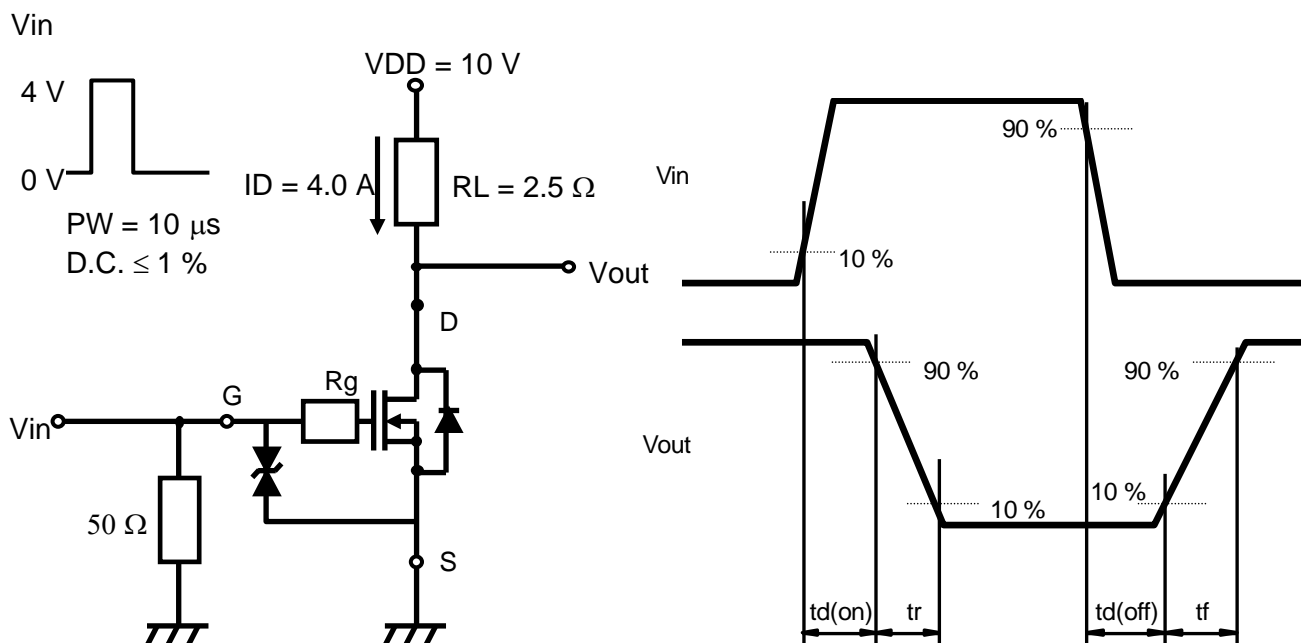 Vin
4 V
0 V
PW = 10 μs
D.C. ≤ 1 %
VDD = 10 V
ID = 4.0 A
RL = 2.5 Ω
Vout
D
G
Rg
Vin
50 Ω
S
Vin
90 %
10 %
Vout
90 %
90 %
10 %
10 %
td(on)
tr
td(off)
tf